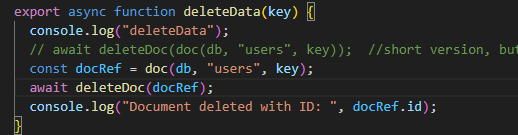 export async function deleteData(key) {
console.log("deleteData");
// await deleteDoc(doc(db, "users", key)); //short version, but
const docRef = doc(db, "users", key);
await deleteDoc(docRef);
console.log("Document deleted with ID: ", docRef.id);
}